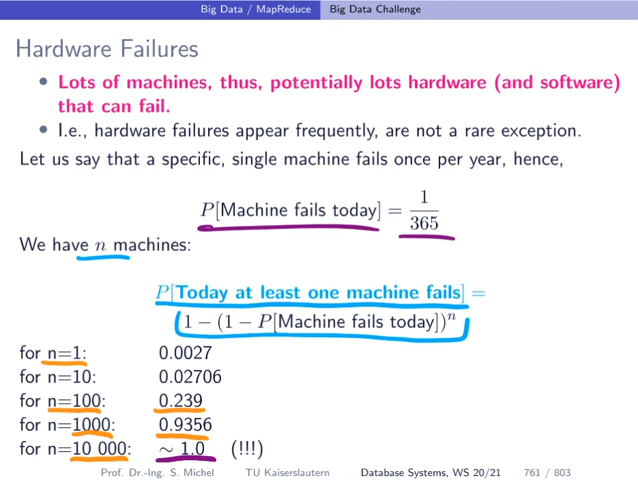 Big Data / MapReduce Big Data Challenge
Hardware Failures
• Lots of machines, thus, potentially lots hardware (and software)
that can fail.
• I.e., hardware failures appear frequently, are not a rare exception.
Let us say that a specific, single machine fails once per year, hence,
P[Machine fails today] = 1/365
We have n machines:
P[Today at least one machine fails] =
1 − (1 − P[Machine fails today])ⁿ
for n=1: 0.0027
for n=10: 0.02706
for n=100: 0.239
for n=1000: 0.9356
for n=10 000: ∼ 1.0 (!!!)
Prof. Dr.-Ing. S. Michel TU Kaiserslautern Database Systems, WS 20/21 761 / 803